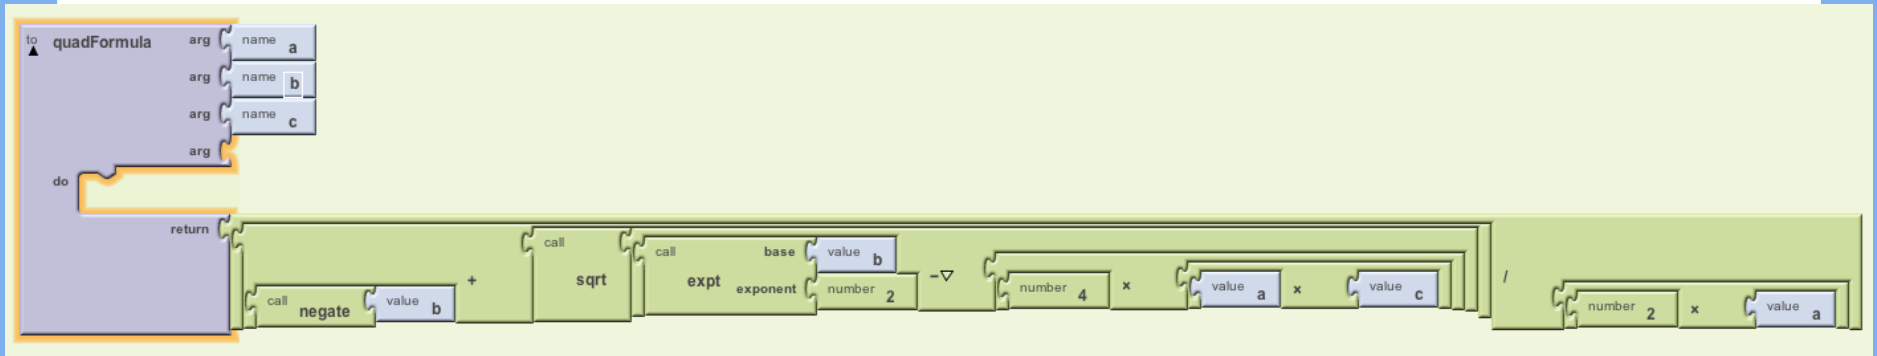 to quadFormula arg name a
arg name b
arg name c
arg
do
return
call negate value b + call sqrt call expt base value b exponent number 2 − number 4 × value a × value c / number 2 × value a